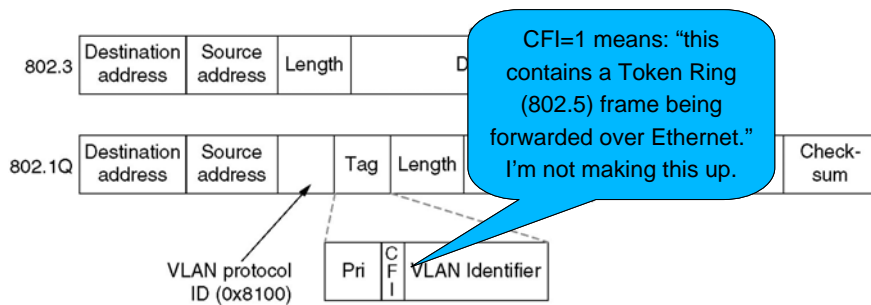 802.3
Destination
address
Source
address
Length
D
CFI=1 means: “this
contains a Token Ring
(802.5) frame being
forwarded over Ethernet.”
I’m not making this up.
802.1Q
Destination
address
Source
address
Tag
Length
Check-
sum
VLAN protocol
ID (0x8100)
Pri
C
F
I
VLAN Identifier